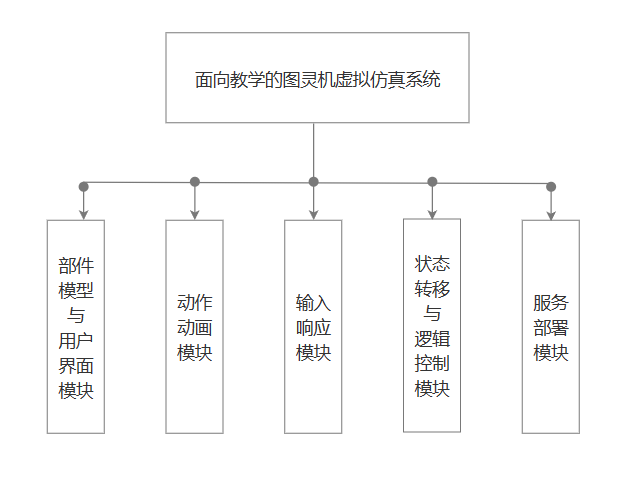 面向教学的图灵机虚拟仿真系统
部件
模型
与
用户
界面
模块
动作
动画
模块
输入
响应
模块
状态
转移
与
逻辑
控制
模块
服务
部署
模块